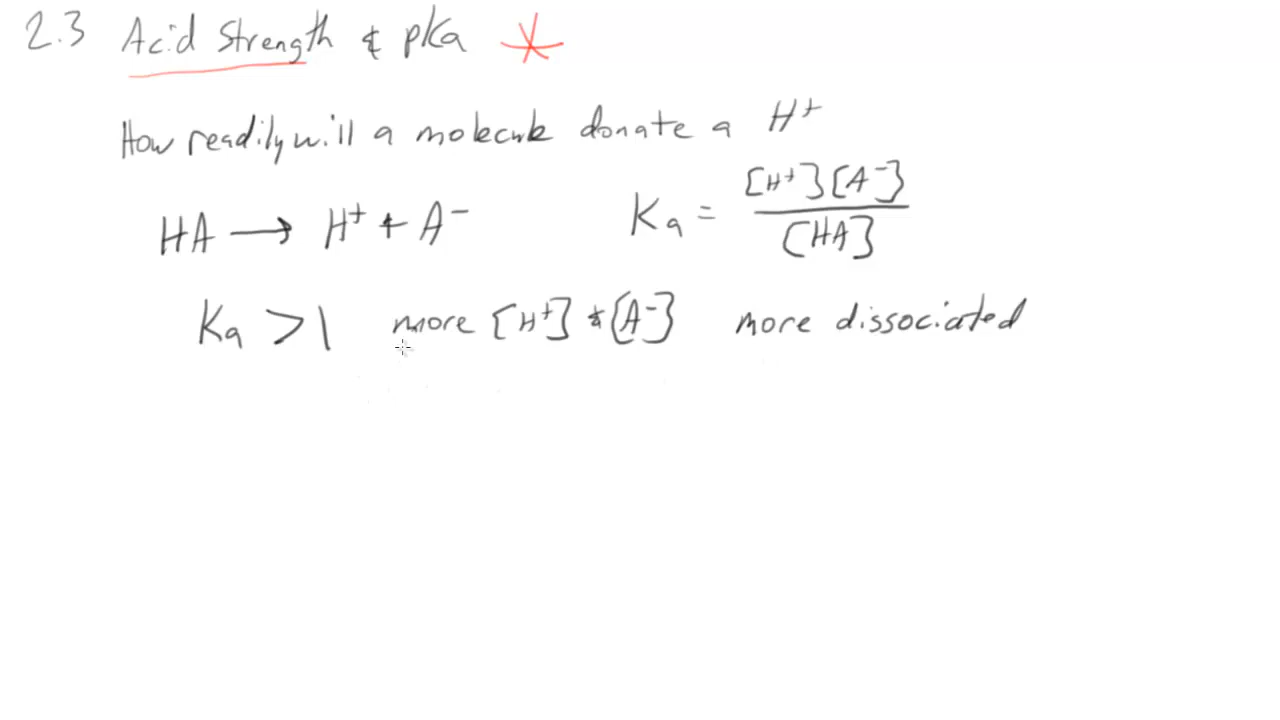 2.3 Acid Strength & pKa
How readily will a molecule donate a H⁺
HA → H⁺ + A⁻ Ka = [H⁺][A⁻] / [HA]
Ka > 1 more [H⁺] & [A⁻] more dissociated